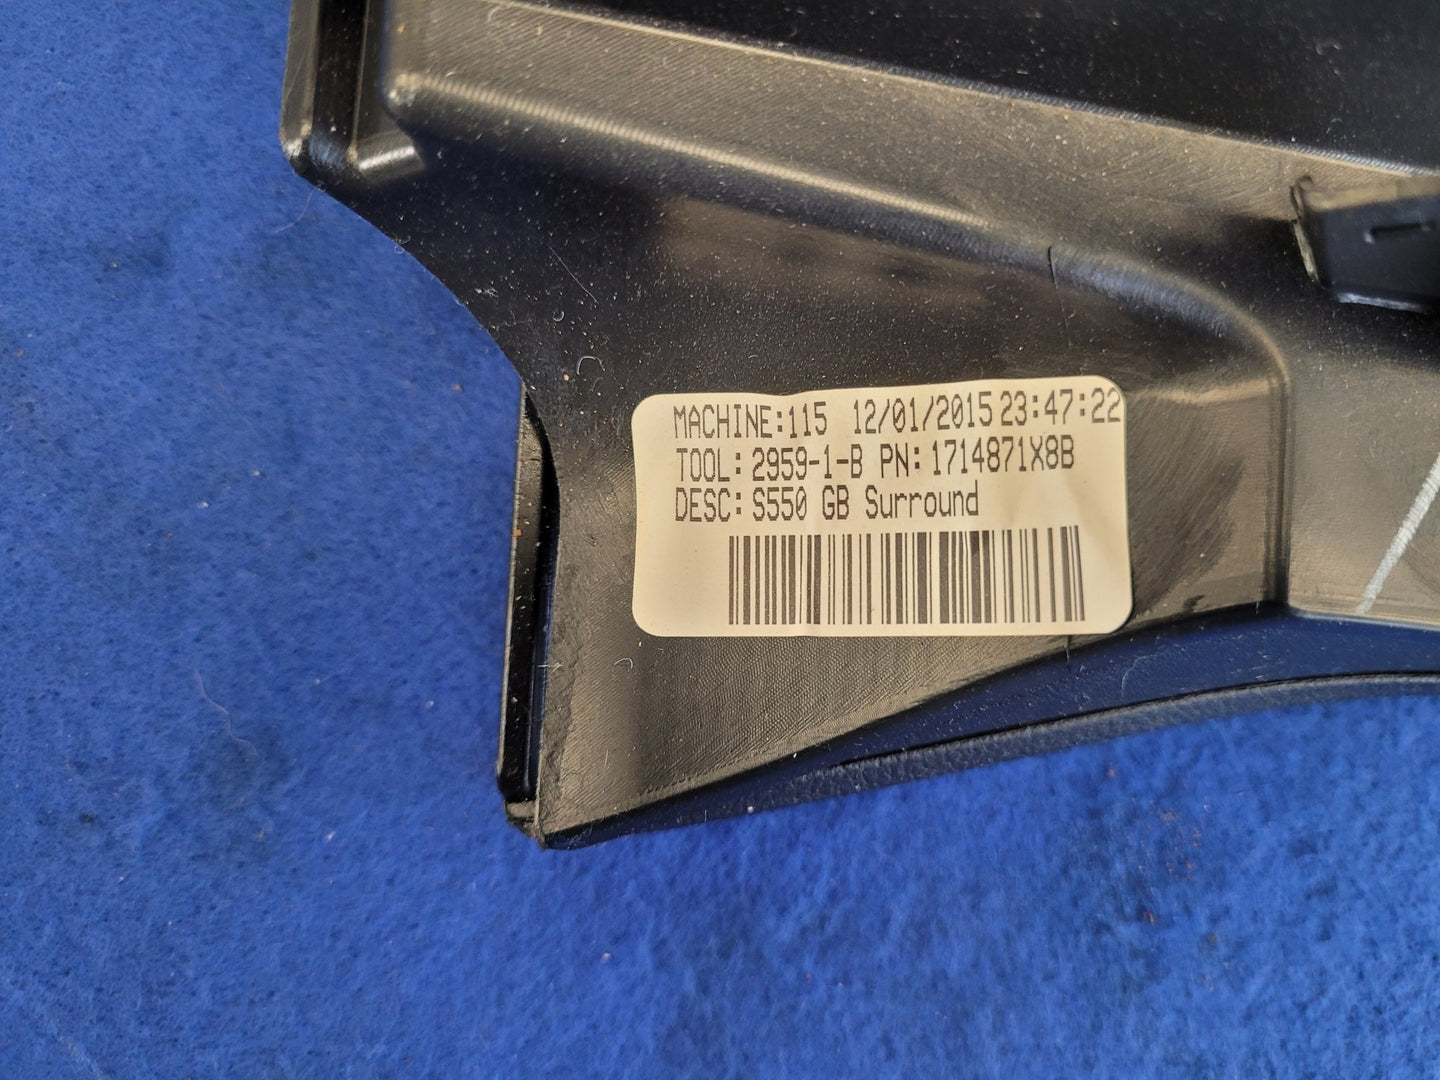 MACHINE:115 12/01/2015 23:47:22
TOOL: 2959-1-B PN: 1714871X8B
DESC: S550 GB Surround